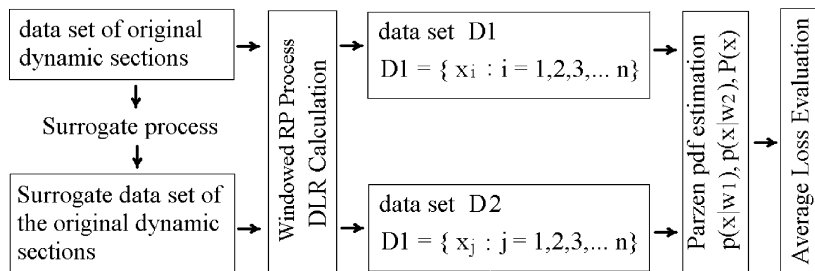 data set of original
dynamic sections
Surrogate process
Surrogate data set of
the original dynamic
sections
Windowed RP Process
DLR Calculation
data set D1
D1 = { xi : i = 1,2,3,... n}
data set D2
D1 = { xj : j = 1,2,3,... n}
Parzen pdf estimation
p(x|w1), p(x|w2), P(x)
Average Loss Evaluation